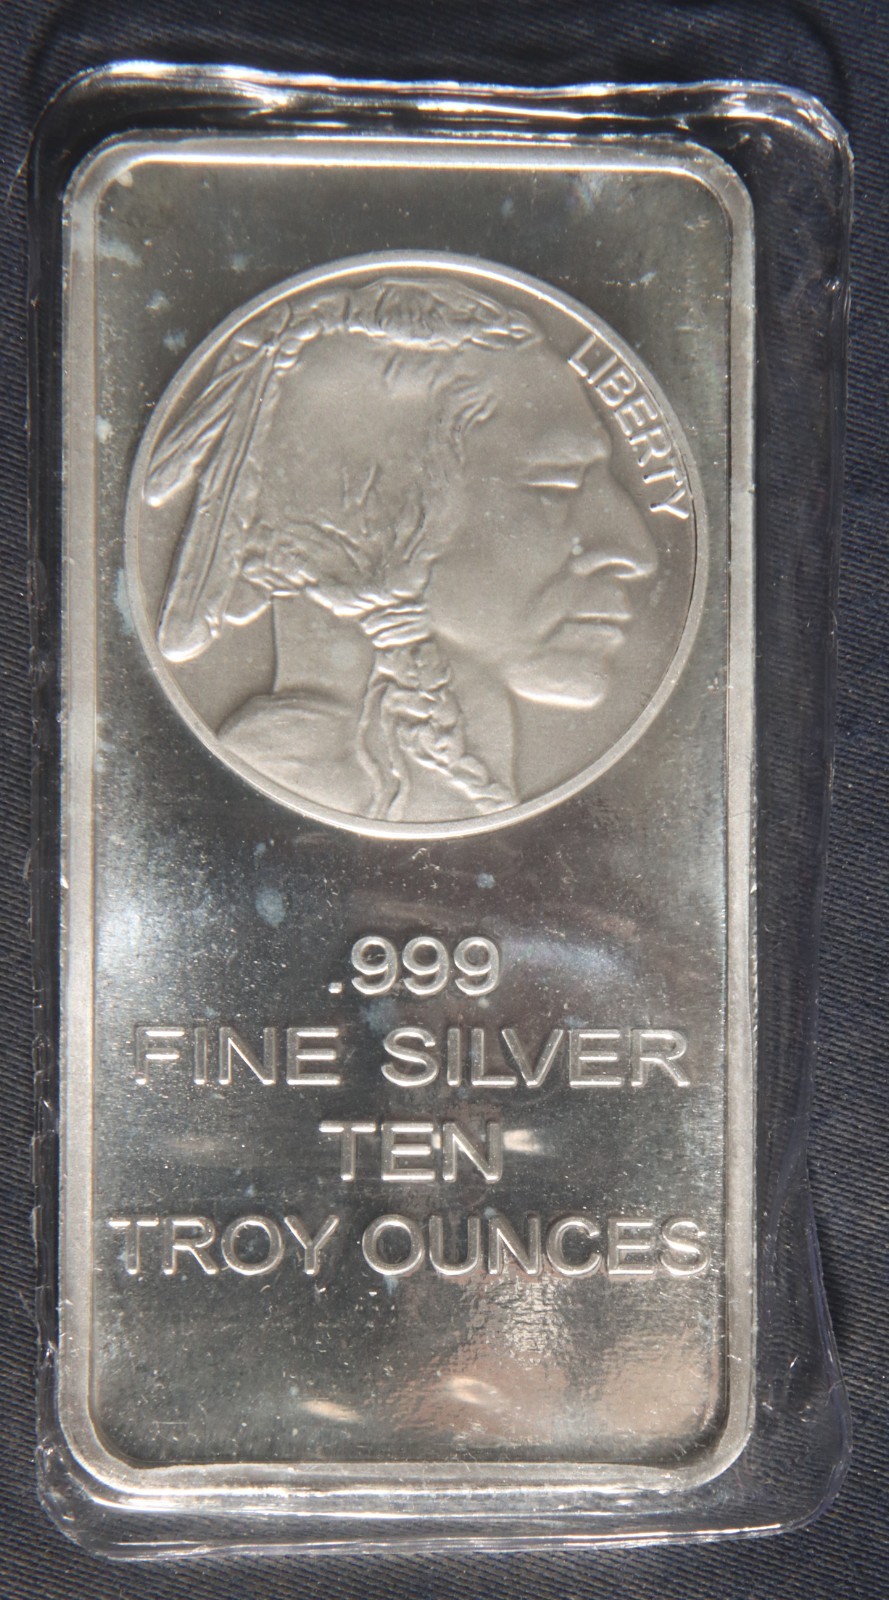 LIBERTY
.999
FINE SILVER
TEN
TROY OUNCES